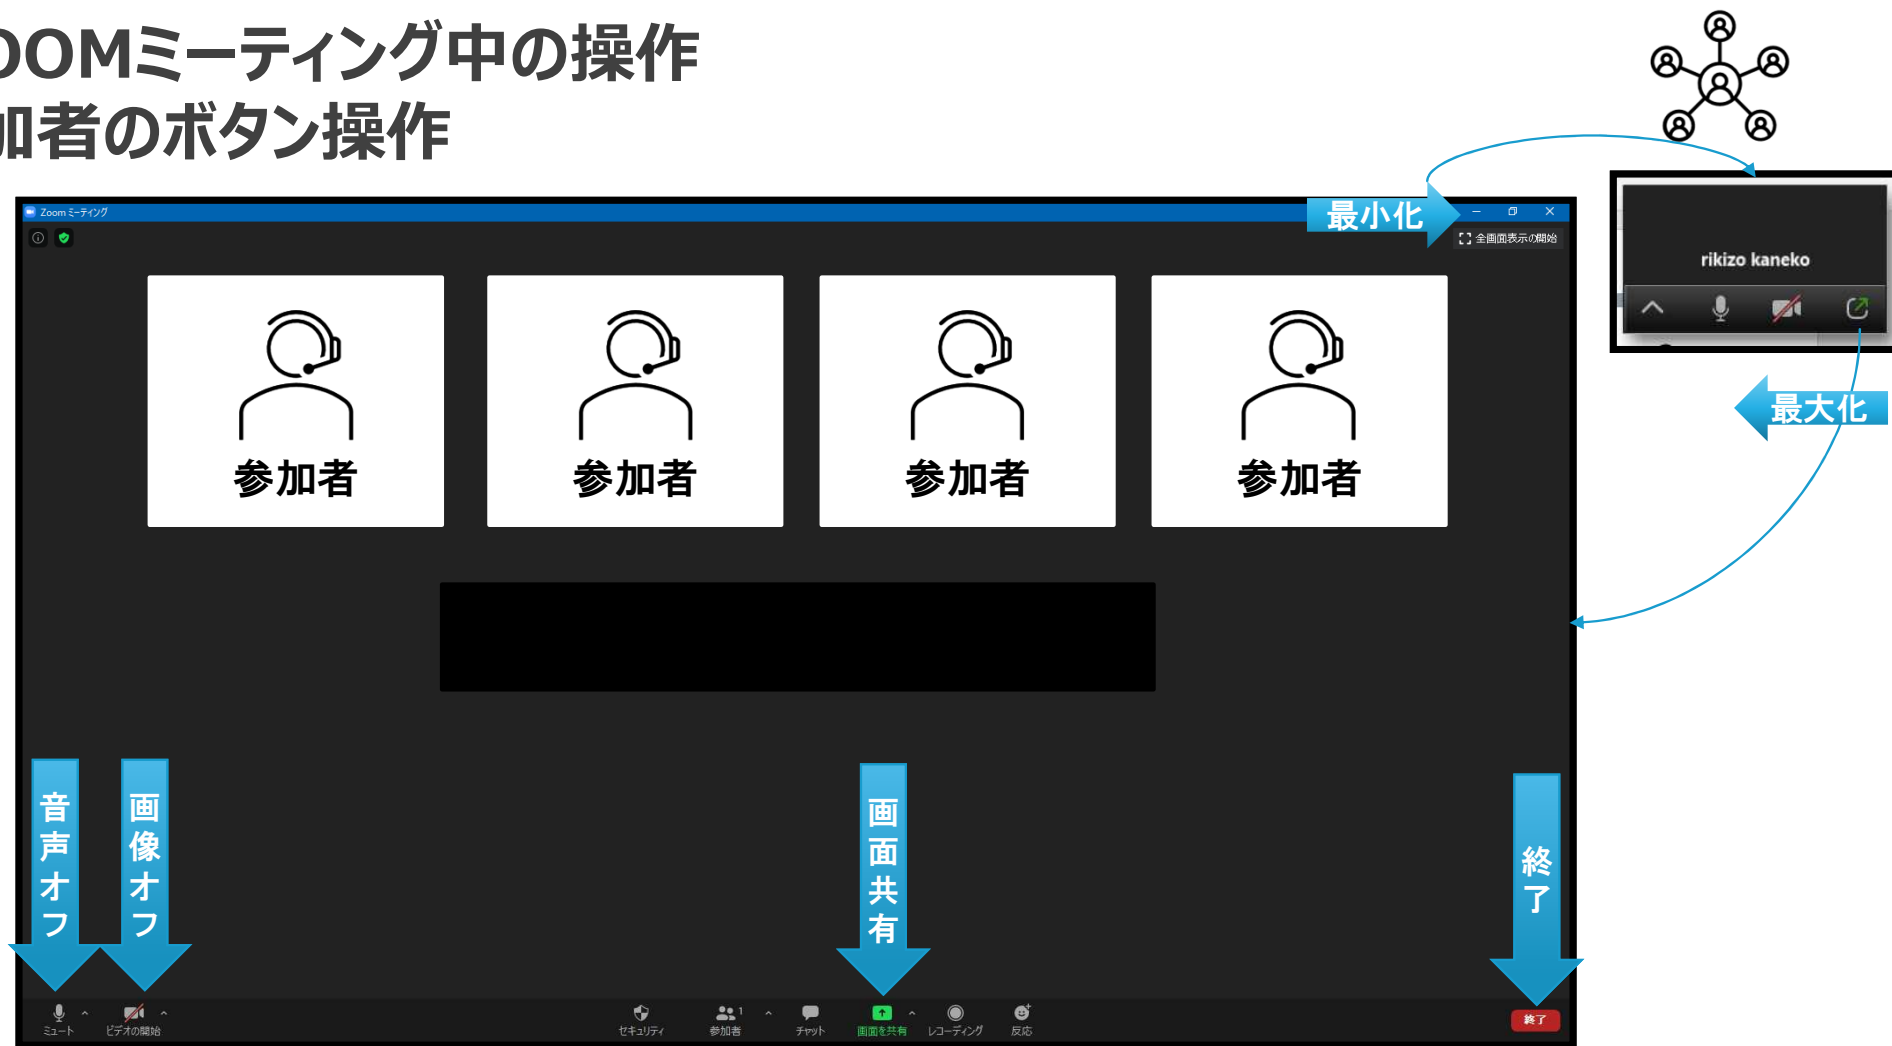 OOMミーティング中の操作
加者のボタン操作
Zoom ミーティング
最小化
全画面表示の開始
rikizo kaneko
最大化
参加者
参加者
参加者
参加者
音声オフ
画像オフ
画面共有
終了
ミュート
ビデオの開始
セキュリティ
1
参加者
チャット
画面を共有
レコーディング
反応
終了